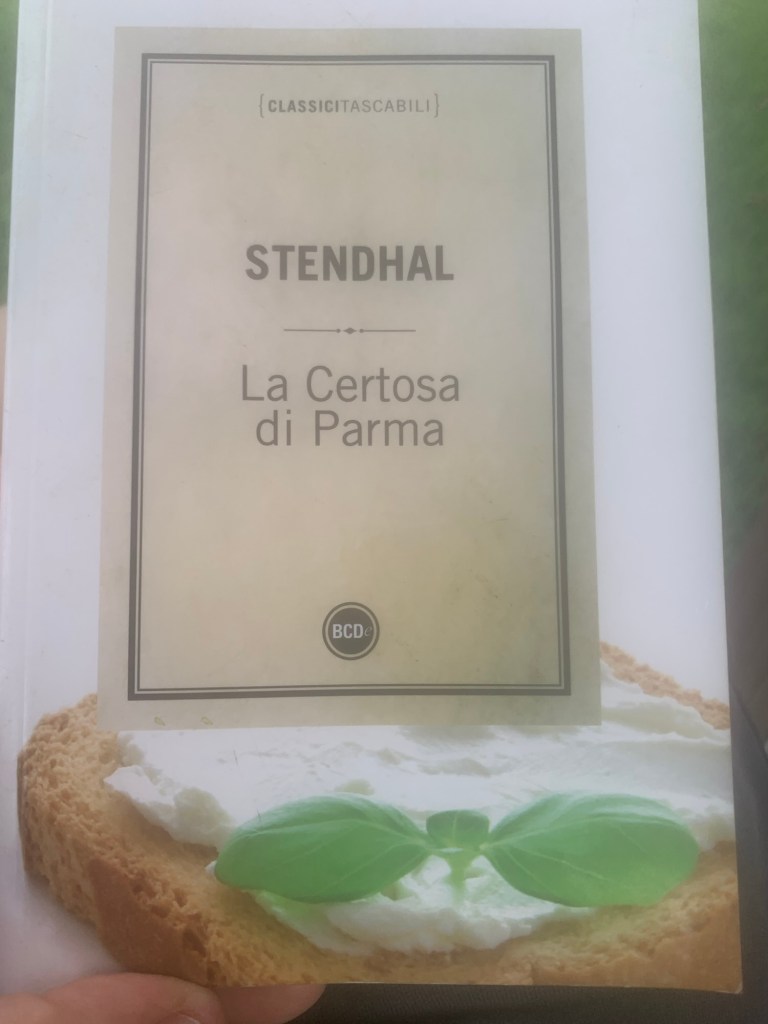 {CLASSICITASCABILI}
STENDHAL
La Certosa
di Parma
BCDe